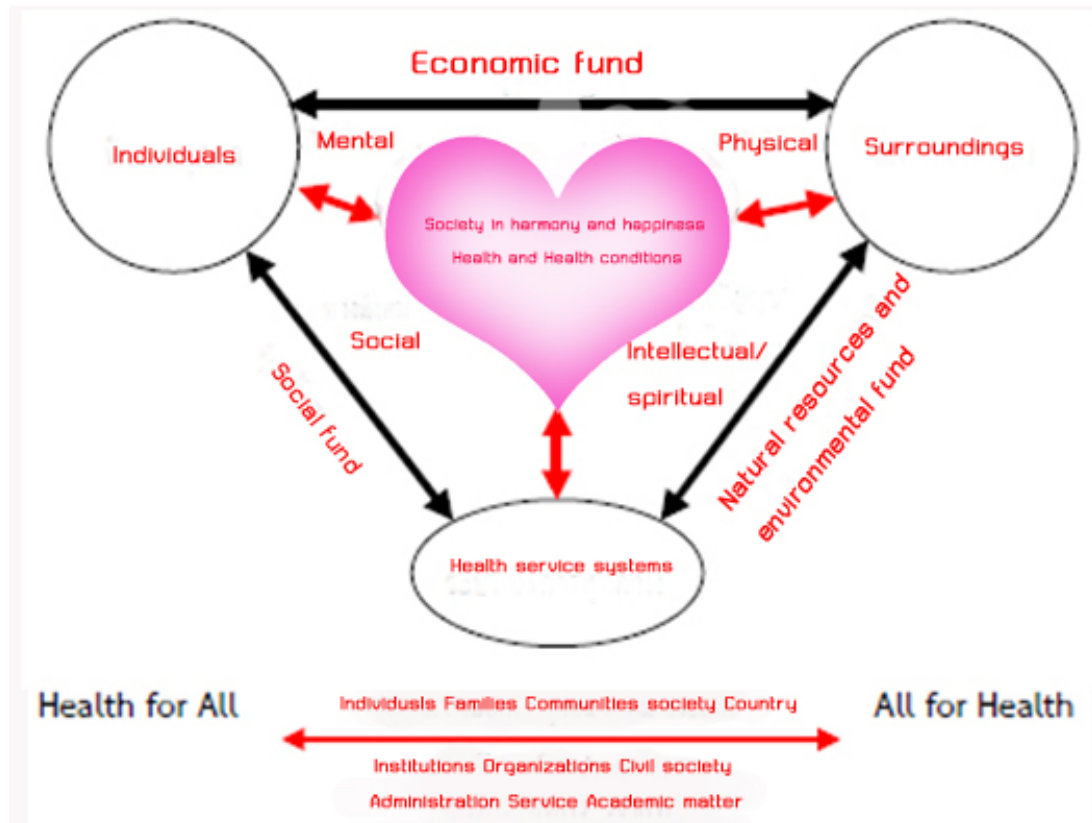 Economic fund
Individuals
Mental
Physical
Surroundings
Society in harmony and happiness
Health and Health conditions
Social
Social fund
Intellectual/
spiritual
Natural resources and
environmental fund
Health service systems
Health for All
Individusls Families Communities society Country
All for Health
Institutions Organizations Civil society
Administration Service Academic matter